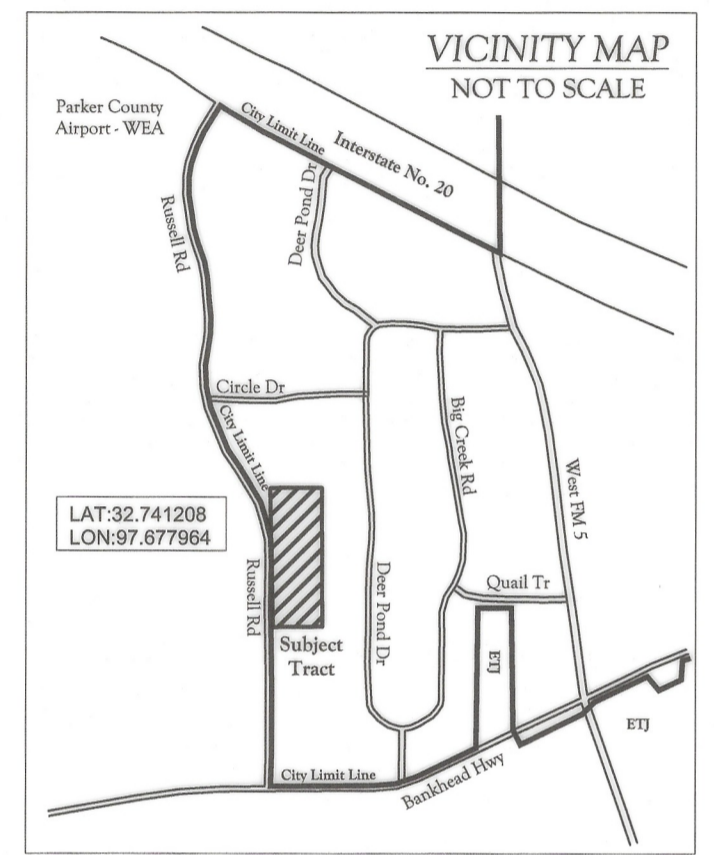 VICINITY MAP
NOT TO SCALE
Parker County
Airport - WEA
City Limit Line
Interstate No. 20
Deer Pond Dr
Russell Rd
Circle Dr
City Limit Line
Big Creek Rd
West FM 5
LAT:32.741208
LON:97.677964
Russell Rd
Deer Pond Dr
Quail Tr
Subject
Tract
ETJ
ETJ
City Limit Line
Bankhead Hwy